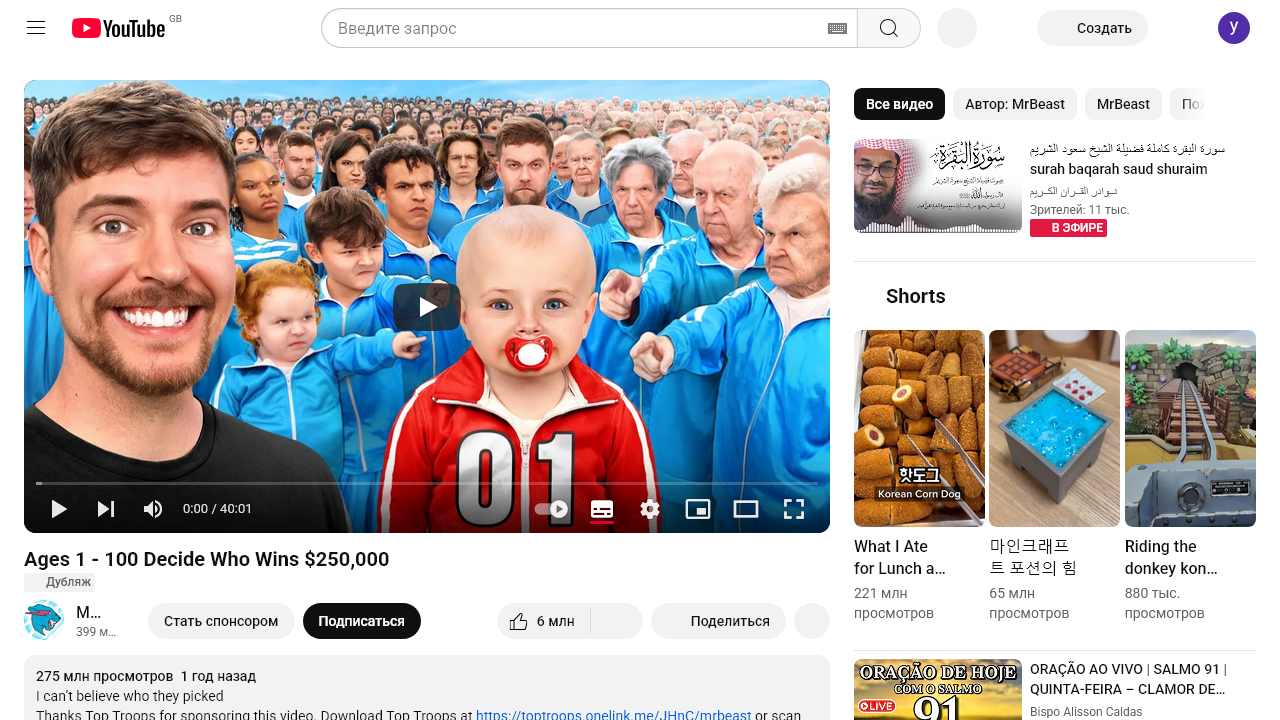 YouTube
GB
Введите запрос
Создать
У
01
0:00 / 40:01
Ages 1 - 100 Decide Who Wins $250,000
Дубляж
M...
399 м...
Стать спонсором
Подписаться
6 млн
Поделиться
275 млн просмотров 1 год назад
I can't believe who they picked
Thanks Top Troops for sponsoring this video. Download Top Troops at https://toptroops.onelink.me/JHnC/mrbeast or scan
Все видео
Автор: MrBeast
MrBeast
سورة البقرة
سورة البقرة كاملة فضيلة الشيخ سعود الشريم
surah baqarah saud shuraim
نوادر القران الكريم
Зрителей: 11 тыс.
В ЭФИРЕ
Shorts
핫도그
Korean Corn Dog
What I Ate
for Lunch a...
221 млн
просмотров
마인크래프
트 포션의 힘
65 млн
просмотров
Riding the
donkey kon...
880 тыс.
просмотров
ORAÇÃO DE HOJE
COM O SALMO
LIVE
91
ORAÇÃO AO VIVO | SALMO 91 |
QUINTA-FEIRA – CLAMOR DE...
Bispo Alisson Caldas